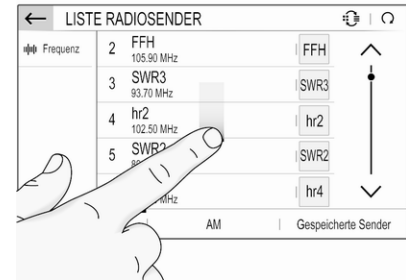 LISTE RADIOSENDER
Frequenz
2 FFH FFH
105.90 MHz
3 SWR3 SWR3
93.70 MHz
4 hr2 hr2
102.50 MHz
5 SWR2 SWR2
hr4
MHz
AM Gespeicherte Sender